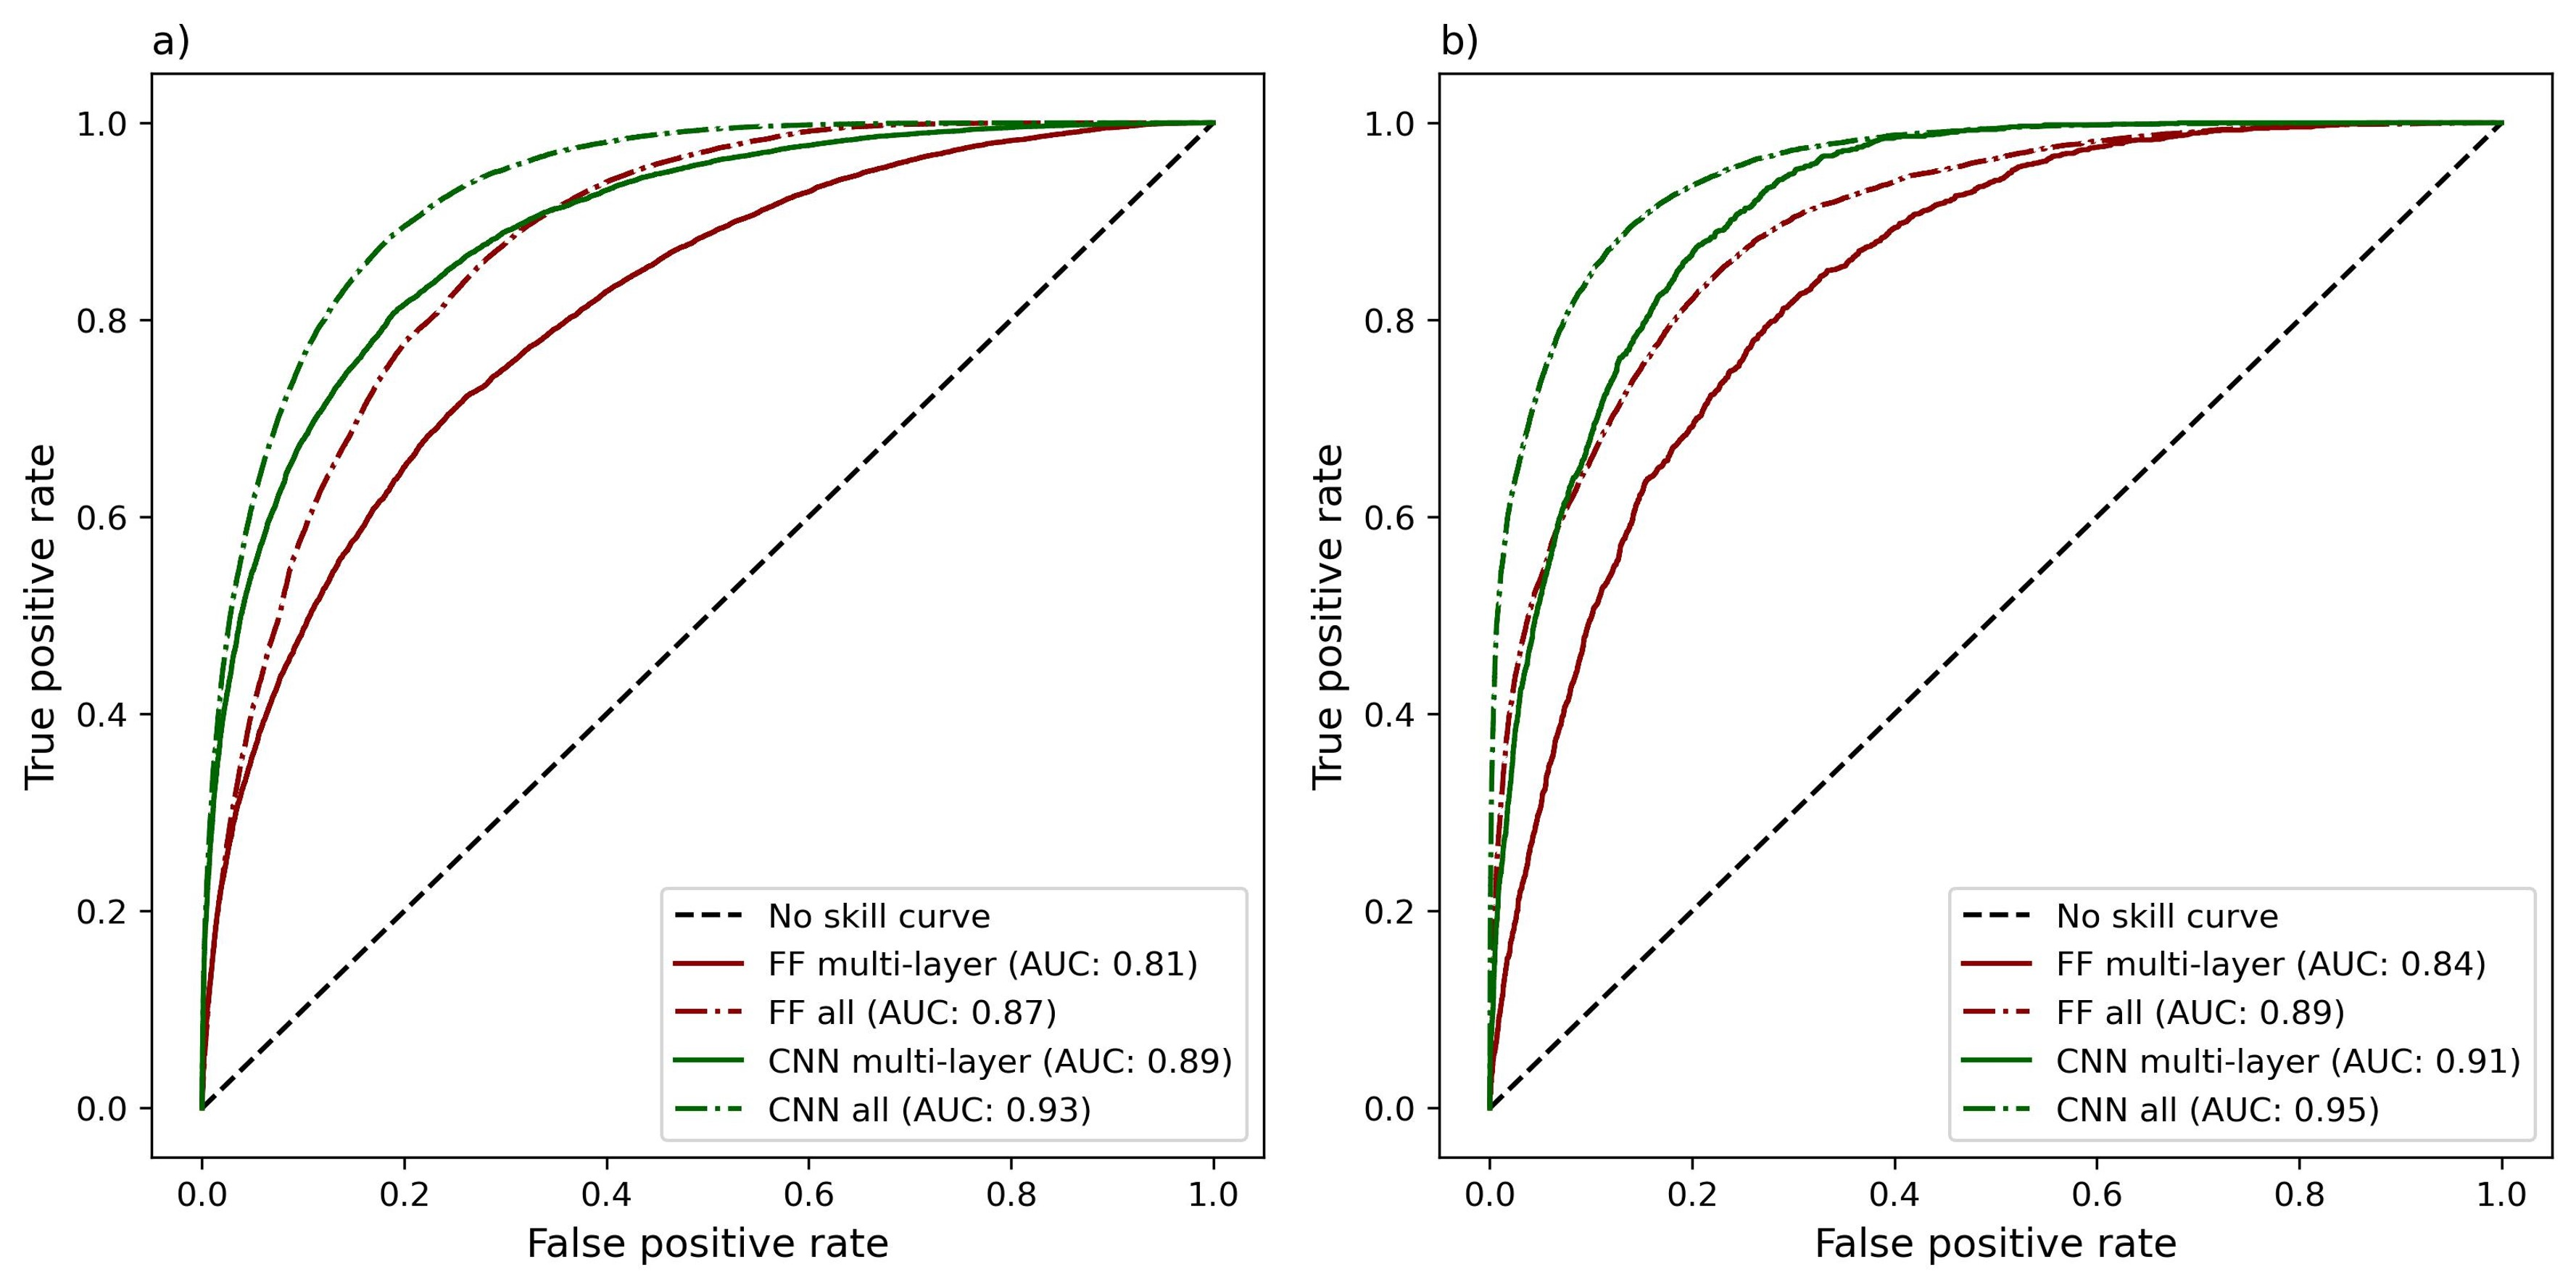 a)
True positive rate
1.0
0.8
0.6
0.4
0.2
0.0
No skill curve
FF multi-layer (AUC: 0.81)
FF all (AUC: 0.87)
CNN multi-layer (AUC: 0.89)
CNN all (AUC: 0.93)
0.0 0.2 0.4 0.6 0.8 1.0
False positive rate
b)
True positive rate
1.0
0.8
0.6
0.4
0.2
0.0
No skill curve
FF multi-layer (AUC: 0.84)
FF all (AUC: 0.89)
CNN multi-layer (AUC: 0.91)
CNN all (AUC: 0.95)
0.0 0.2 0.4 0.6 0.8 1.0
False positive rate